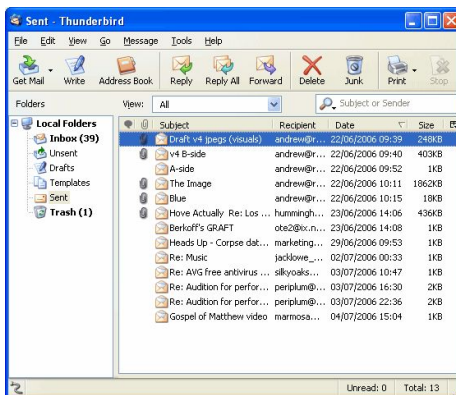 Sent - Thunderbird
File Edit View Go Message Tools Help
Get Mail Write Address Book Reply Reply All Forward Delete Junk Print Stop
Folders View: All Subject or Sender
Local Folders
Inbox (39)
Unsent
Drafts
Templates
Sent
Trash (1)
Subject Recipient Date Size
Draft v4 jpegs (visuals) andrew@r... 22/06/2006 09:39 248KB
v4 B-side andrew@r... 22/06/2006 09:40 403KB
A-side andrew@r... 22/06/2006 09:52 1KB
The Image andrew@r... 22/06/2006 10:11 1862KB
Blue andrew@r... 22/06/2006 10:15 18KB
Hove Actually Re: Los ... humming​h... 23/06/2006 14:06 436KB
Berkoff's GRAFT ote2@ix.n... 23/06/2006 14:08 1KB
Heads Up - Corpse dat... marketing... 29/06/2006 09:53 1KB
Re: Music jacklowe_... 02/07/2006 00:33 1KB
Re: AVG free antivirus ... silkyoaks... 03/07/2006 10:47 1KB
Re: Audition for perfor... periplum@... 03/07/2006 16:30 2KB
Re: Audition for perfor... periplum@... 03/07/2006 22:36 2KB
Gospel of Matthew video marmosa... 04/07/2006 15:04 1KB
Unread: 0 Total: 13